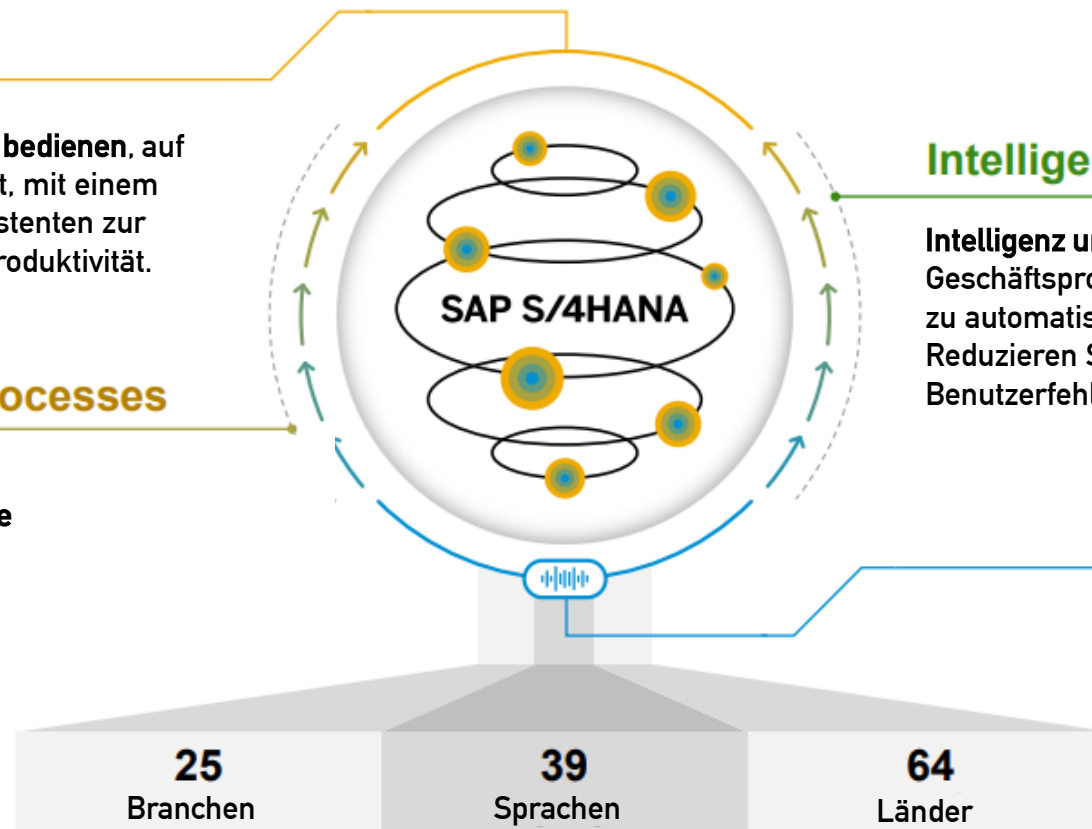 bedienen, auf
t, mit einem
stenten zur
roduktivität.
ocesses
e
SAP S/4HANA
Intellige
Intelligenz u
Geschäftspro
zu automatis
Reduzieren S
Benutzerfehl
25
Branchen
39
Sprachen
64
Länder